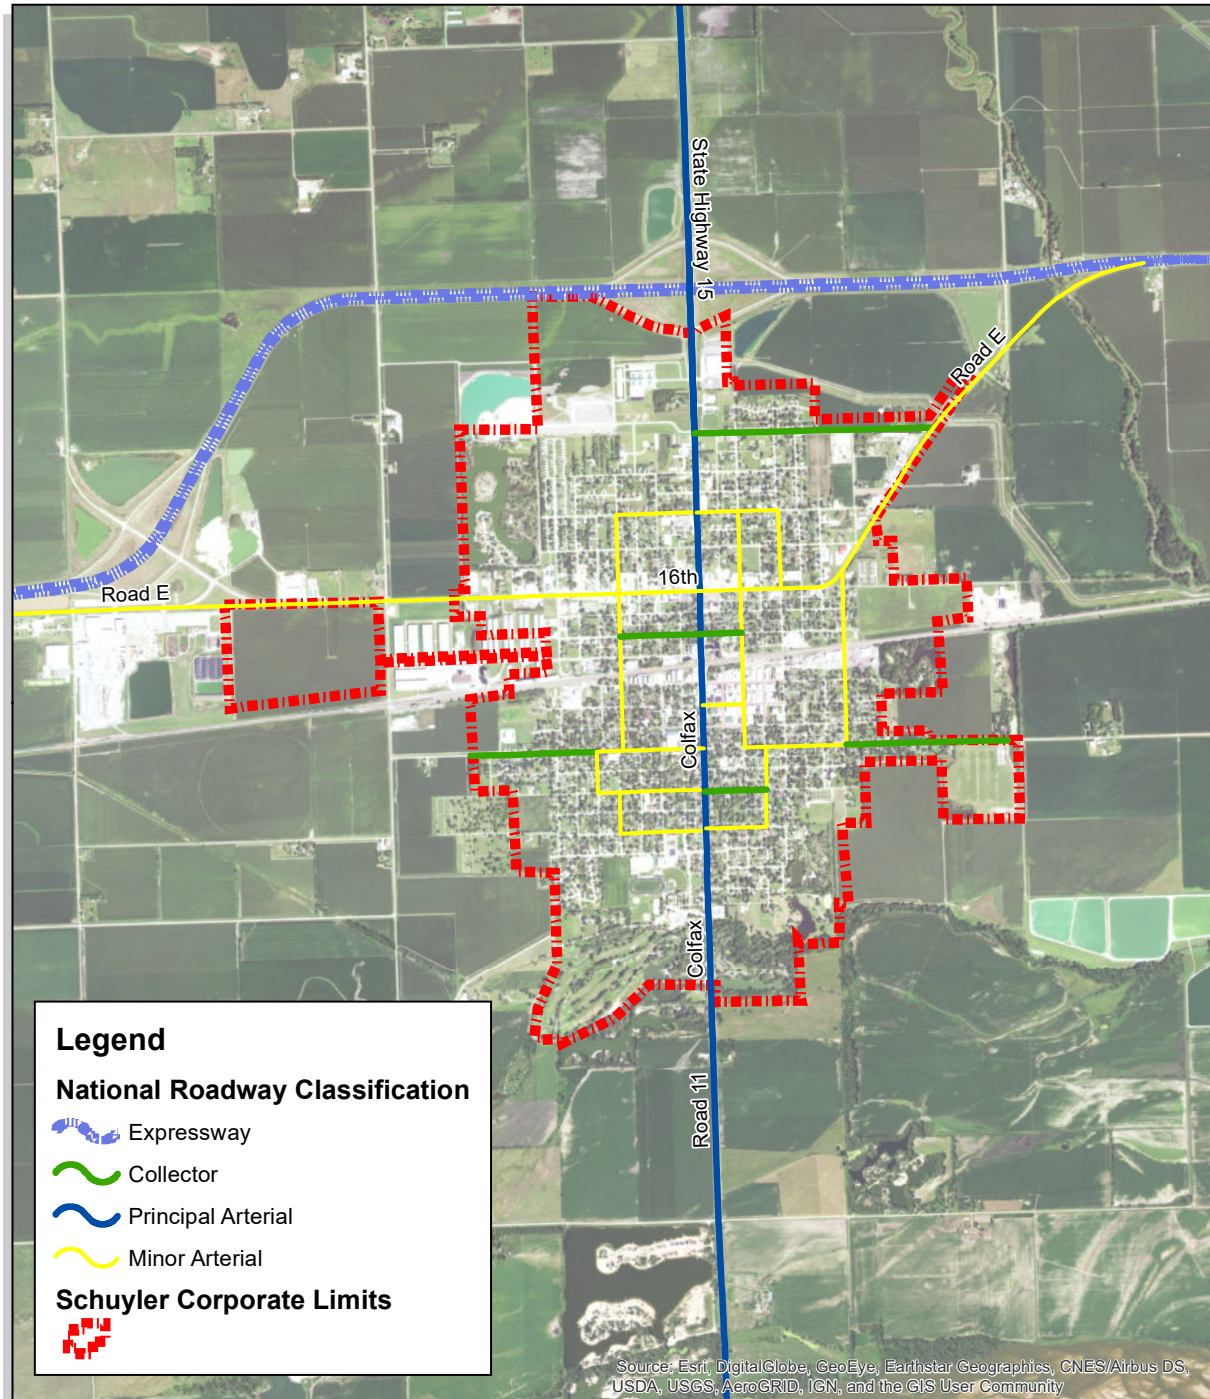 State Highway 15
Road E
Road E
16th
Colfax
Colfax
Road 11
Legend
National Roadway Classification
Expressway
Collector
Principal Arterial
Minor Arterial
Schuyler Corporate Limits
Source: Esri, DigitalGlobe, GeoEye, Earthstar Geographics, CNES/Airbus DS,
USDA, USGS, AeroGRID, IGN, and the GIS User Community